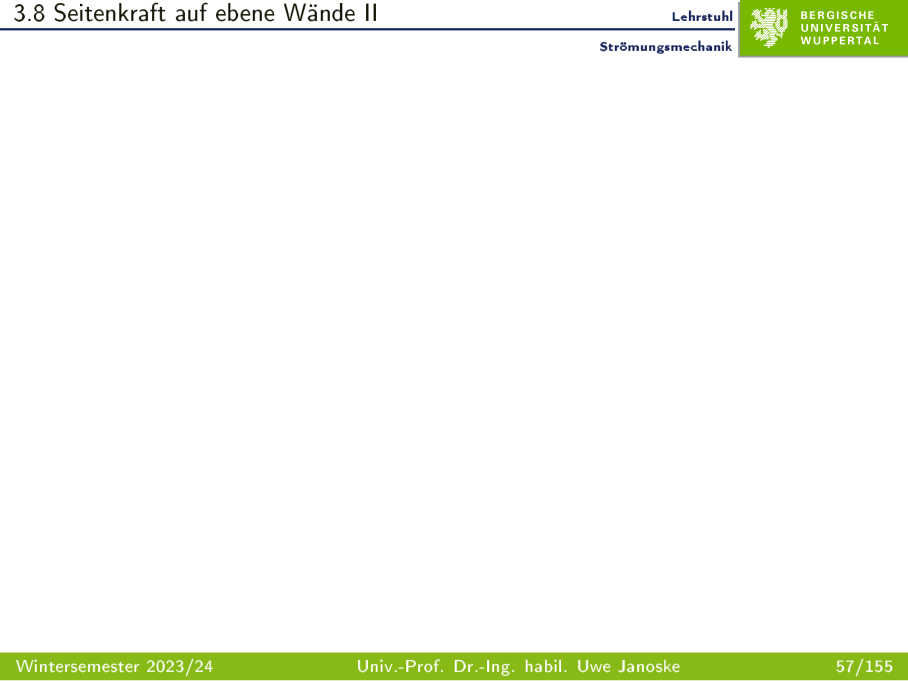 3.8 Seitenkraft auf ebene Wände II
Lehrstuhl
Strömungsmechanik
BERGISCHE
UNIVERSITÄT
WUPPERTAL
Wintersemester 2023/24
Univ.-Prof. Dr.-Ing. habil. Uwe Janoske
57/155